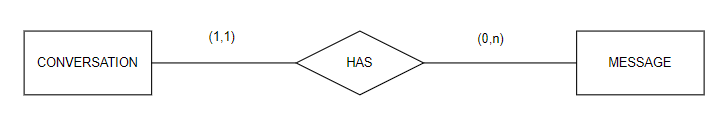 (1,1)
(0,n)
CONVERSATION
HAS
MESSAGE